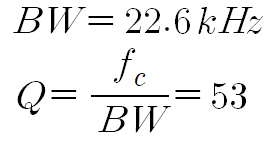 BW = 22.6 kHz
Q = f_c / BW = 53